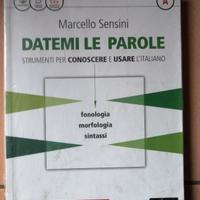 A
Marcello Sensini
DATEMI LE PAROLE
STRUMENTI PER CONOSCERE E USARE L'ITALIANO
fonologia
morfologia
sintassi